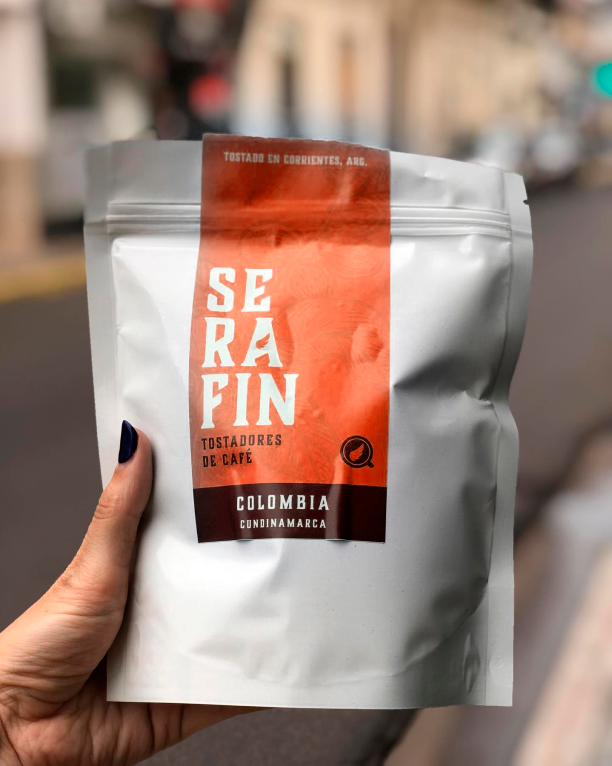 TOSTADO EN CORRIENTES, ARG.
SE
RA
FIN
TOSTADORES
DE CAFÉ
COLOMBIA
CUNDINAMARCA